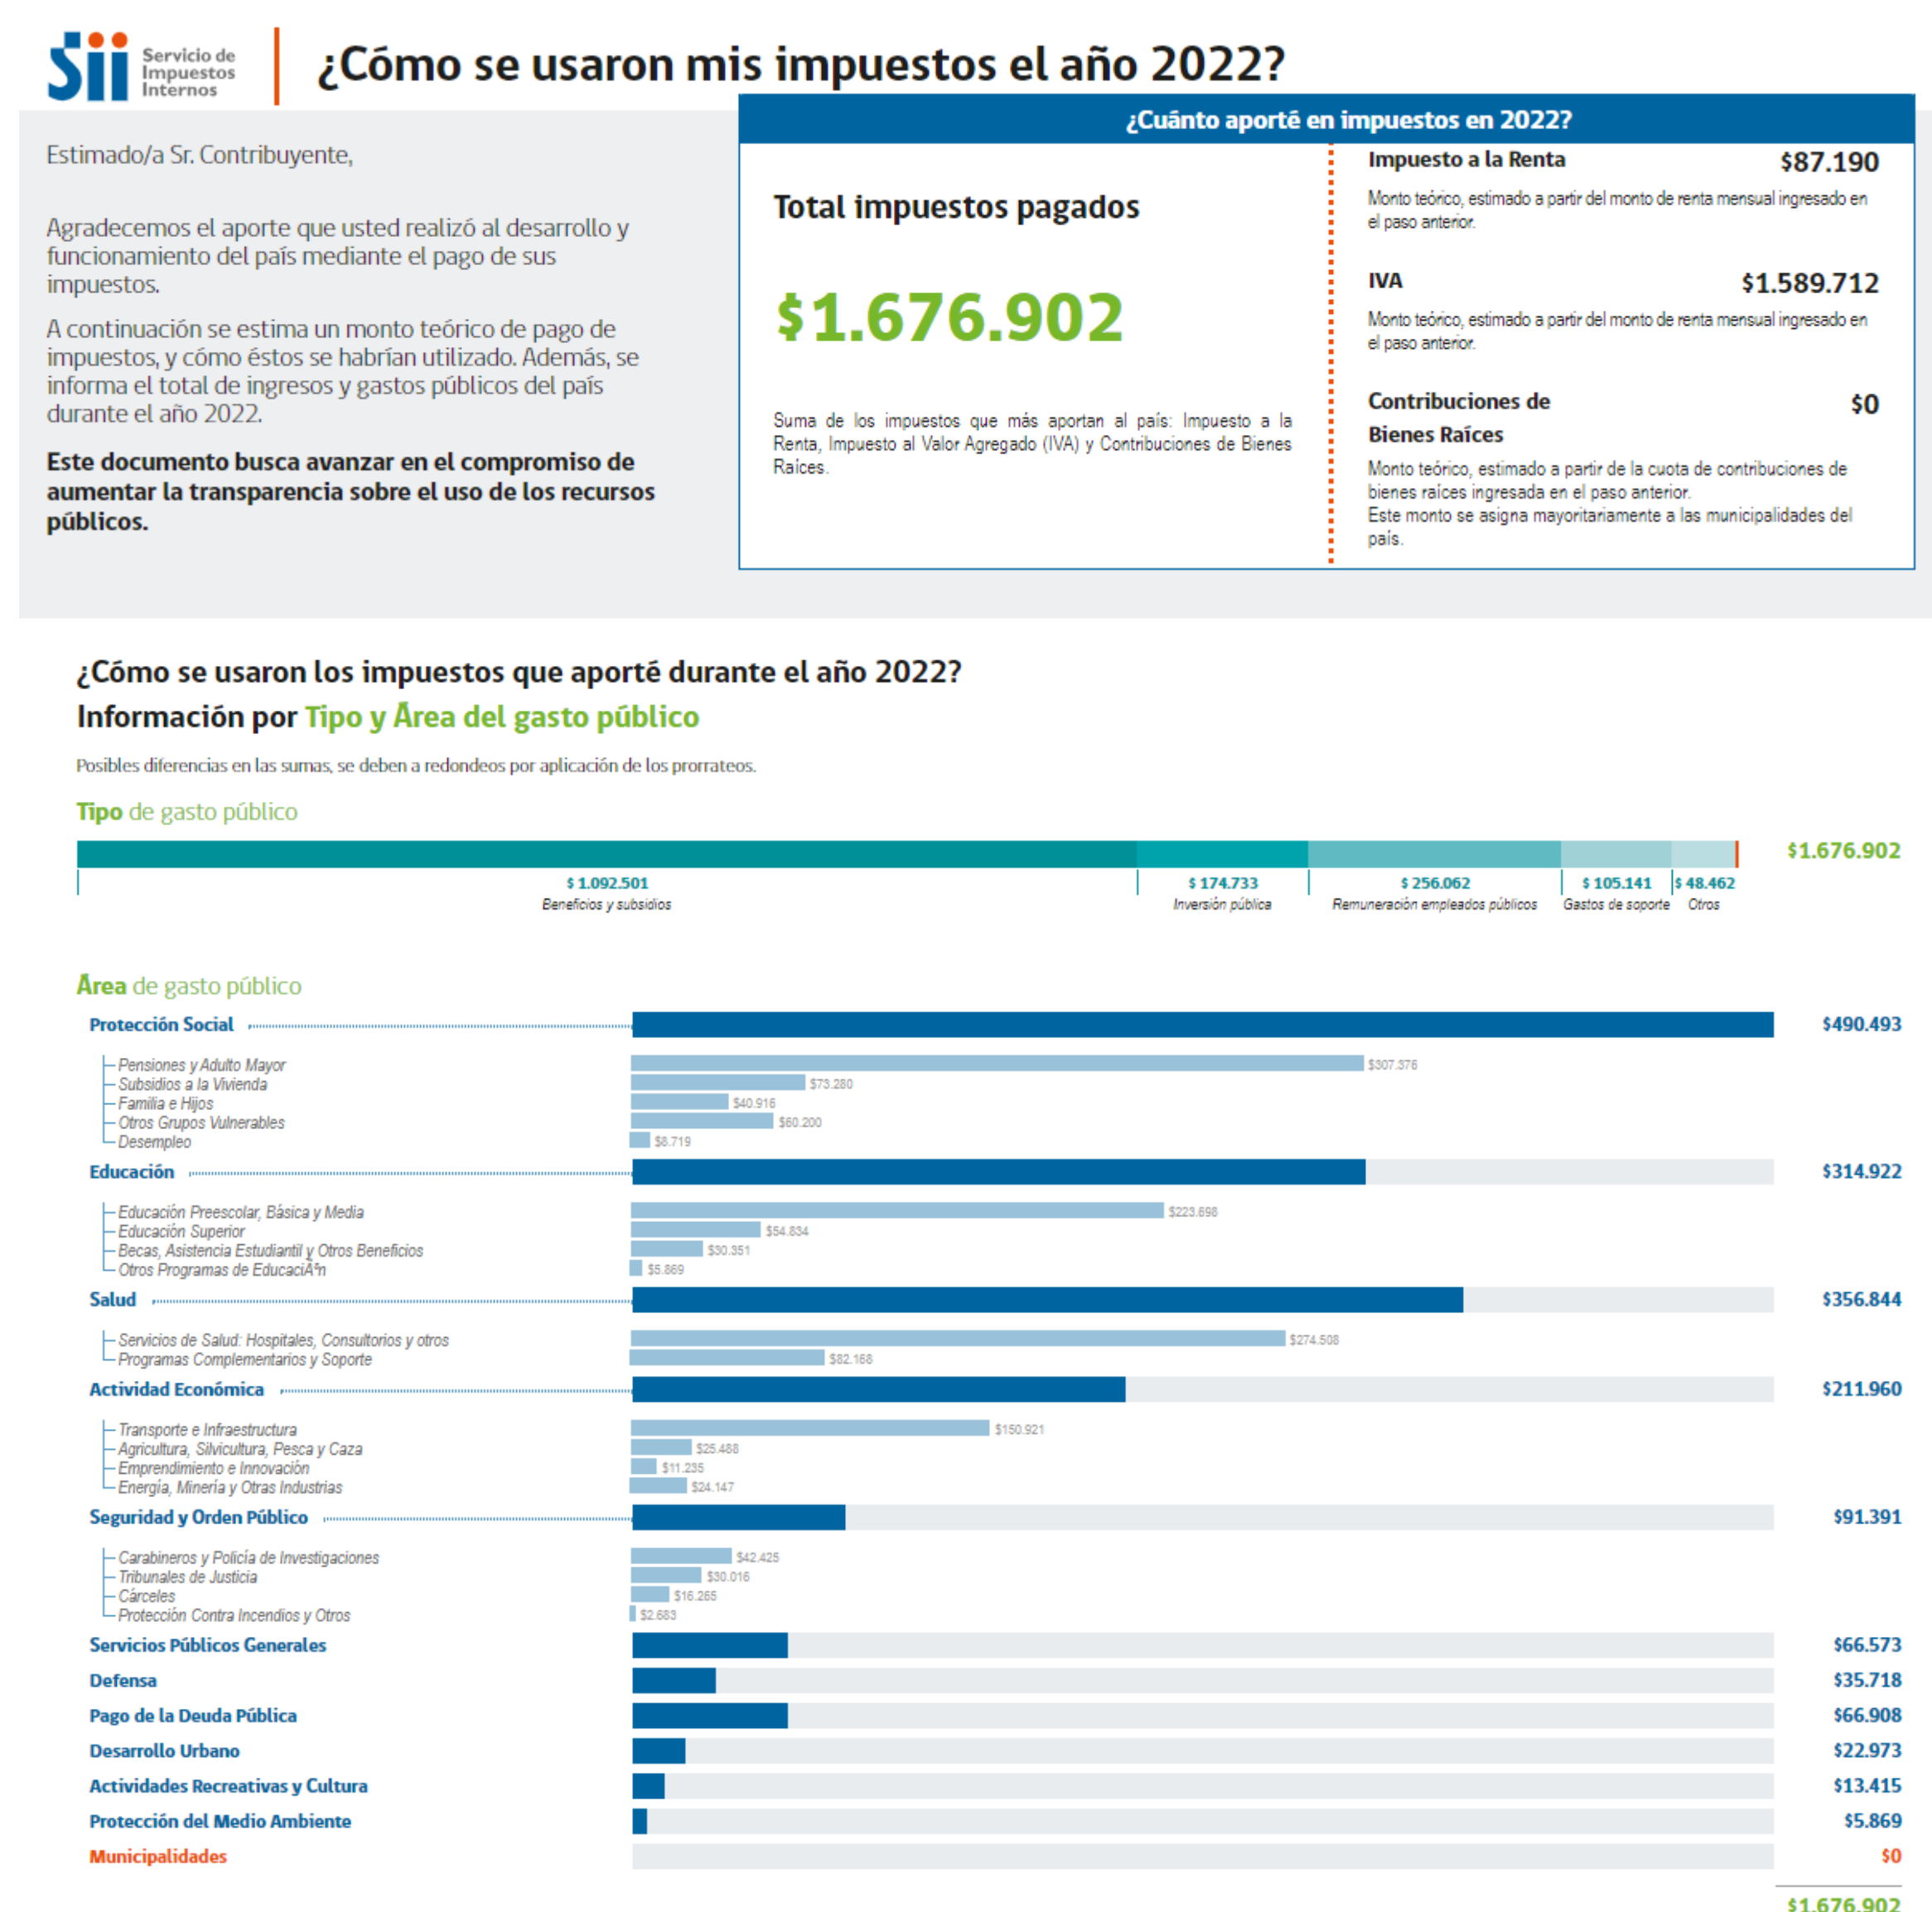 Sii Servicio de
Impuestos
Internos
¿Cómo se usaron mis impuestos el año 2022?
Estimado/a Sr. Contribuyente,
Agradecemos el aporte que usted realizó al desarrollo y
funcionamiento del país mediante el pago de sus
impuestos.
A continuación se estima un monto teórico de pago de
impuestos, y cómo éstos se habrían utilizado. Además, se
informa el total de ingresos y gastos públicos del país
durante el año 2022.
Este documento busca avanzar en el compromiso de
aumentar la transparencia sobre el uso de los recursos
públicos.
¿Cuánto aporté en impuestos en 2022?
Total impuestos pagados
$1.676.902
Suma de los impuestos que más aportan al país: Impuesto a la
Renta, Impuesto al Valor Agregado (IVA) y Contribuciones de Bienes
Raíces.
Impuesto a la Renta $87.190
Monto teórico, estimado a partir del monto de renta mensual ingresado en
el paso anterior.
IVA $1.589.712
Monto teórico, estimado a partir del monto de renta mensual ingresado en
el paso anterior.
Contribuciones de $0
Bienes Raíces
Monto teórico, estimado a partir de la cuota de contribuciones de
bienes raíces ingresada en el paso anterior.
Este monto se asigna mayoritariamente a las municipalidades del
país.
¿Cómo se usaron los impuestos que aporté durante el año 2022?
Información por Tipo y Área del gasto público
Posibles diferencias en las sumas, se deben a redondeos por aplicación de los prorrateos.
Tipo de gasto público
$1.676.902
$ 1.092.501 $ 174.733 $ 256.062 $ 105.141 $ 48.462
Beneficios y subsidios Inversión pública Remuneración empleados públicos Gastos de soporte Otros
Área de gasto público
Protección Social $490.493
Pensiones y Adulto Mayor $307.376
Subsidios a la Vivienda $73.280
Familia e Hijos $40.916
Otros Grupos Vulnerables $60.200
Desempleo $8.719
Educación $314.922
Educación Preescolar, Básica y Media $223.698
Educación Superior $54.834
Becas, Asistencia Estudiantil y Otros Beneficios $30.351
Otros Programas de EducaciÃ³n $5.869
Salud $356.844
Servicios de Salud: Hospitales, Consultorios y otros $274.508
Programas Complementarios y Soporte $82.168
Actividad Económica $211.960
Transporte e Infraestructura $150.921
Agricultura, Silvicultura, Pesca y Caza $25.488
Emprendimiento e Innovación $11.235
Energía, Minería y Otras Industrias $24.147
Seguridad y Orden Público $91.391
Carabineros y Policía de Investigaciones $42.425
Tribunales de Justicia $30.016
Cárceles $16.265
Protección Contra Incendios y Otros $2.683
Servicios Públicos Generales $66.573
Defensa $35.718
Pago de la Deuda Pública $66.908
Desarrollo Urbano $22.973
Actividades Recreativas y Cultura $13.415
Protección del Medio Ambiente $5.869
Municipalidades $0
$1.676.902